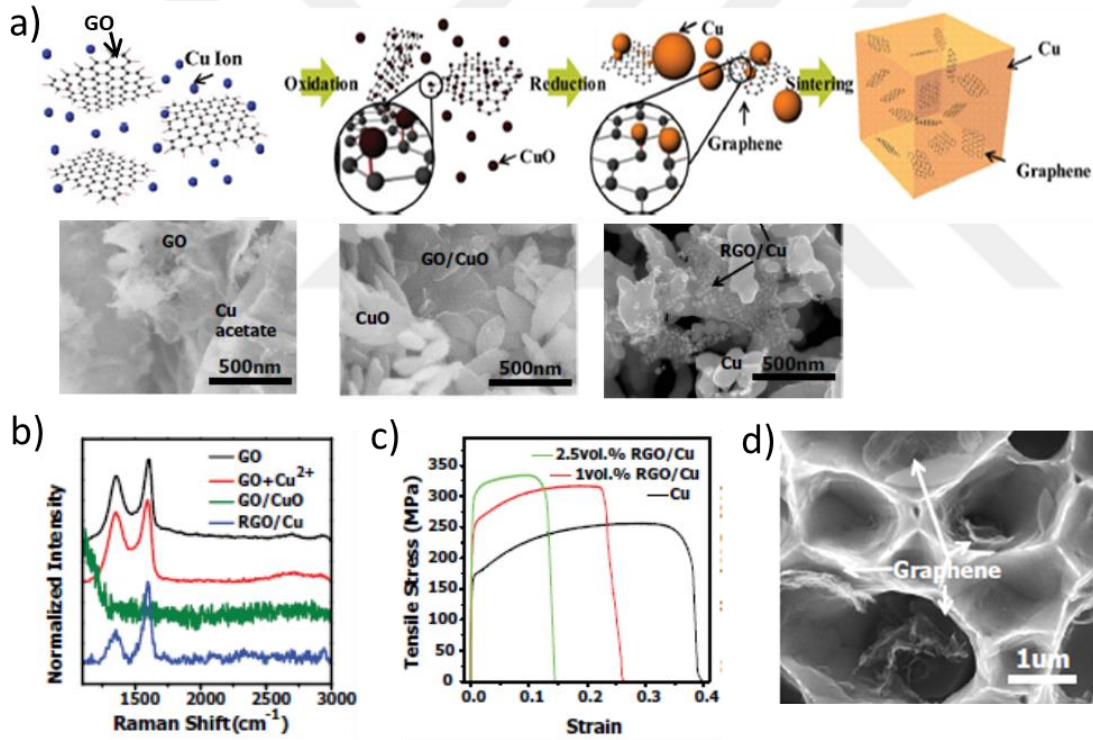 a)
GO
Cu Ion
Oxidation
CuO
Reduction
Cu
Graphene
Sintering
Cu
Graphene
GO
Cu
acetate
500nm
GO/CuO
CuO
500nm
RGO/Cu
Cu
500nm
b)
GO
GO+Cu²⁺
GO/CuO
RGO/Cu
Normalized Intensity
1500 2000 2500 3000
Raman Shift(cm⁻¹)
c)
2.5vol.% RGO/Cu
1vol.% RGO/Cu
Cu
Tensile Stress (MPa)
350
300
250
200
150
100
50
0
0.0 0.1 0.2 0.3 0.4
Strain
d)
Graphene
1um